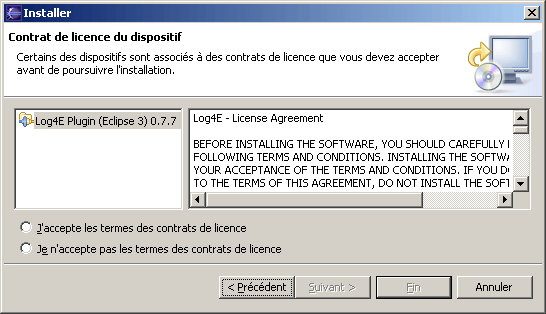 Installer
Contrat de licence du dispositif
Certains des dispositifs sont associés à des contrats de licence que vous devez accepter
avant de poursuivre l'installation.
Log4E Plugin (Eclipse 3) 0.7.7
Log4E - License Agreement
BEFORE INSTALLING THE SOFTWARE, YOU SHOULD CAREFULLY
FOLLOWING TERMS AND CONDITIONS. INSTALLING THE SOFTWA
YOUR ACCEPTANCE OF THE TERMS AND CONDITIONS. IF YOU D
TO THE TERMS OF THIS AGREEMENT, DO NOT INSTALL THE SOFT
J'accepte les termes des contrats de licence
Je n'accepte pas les termes des contrats de licence
< Précédent
Suivant >
Fin
Annuler